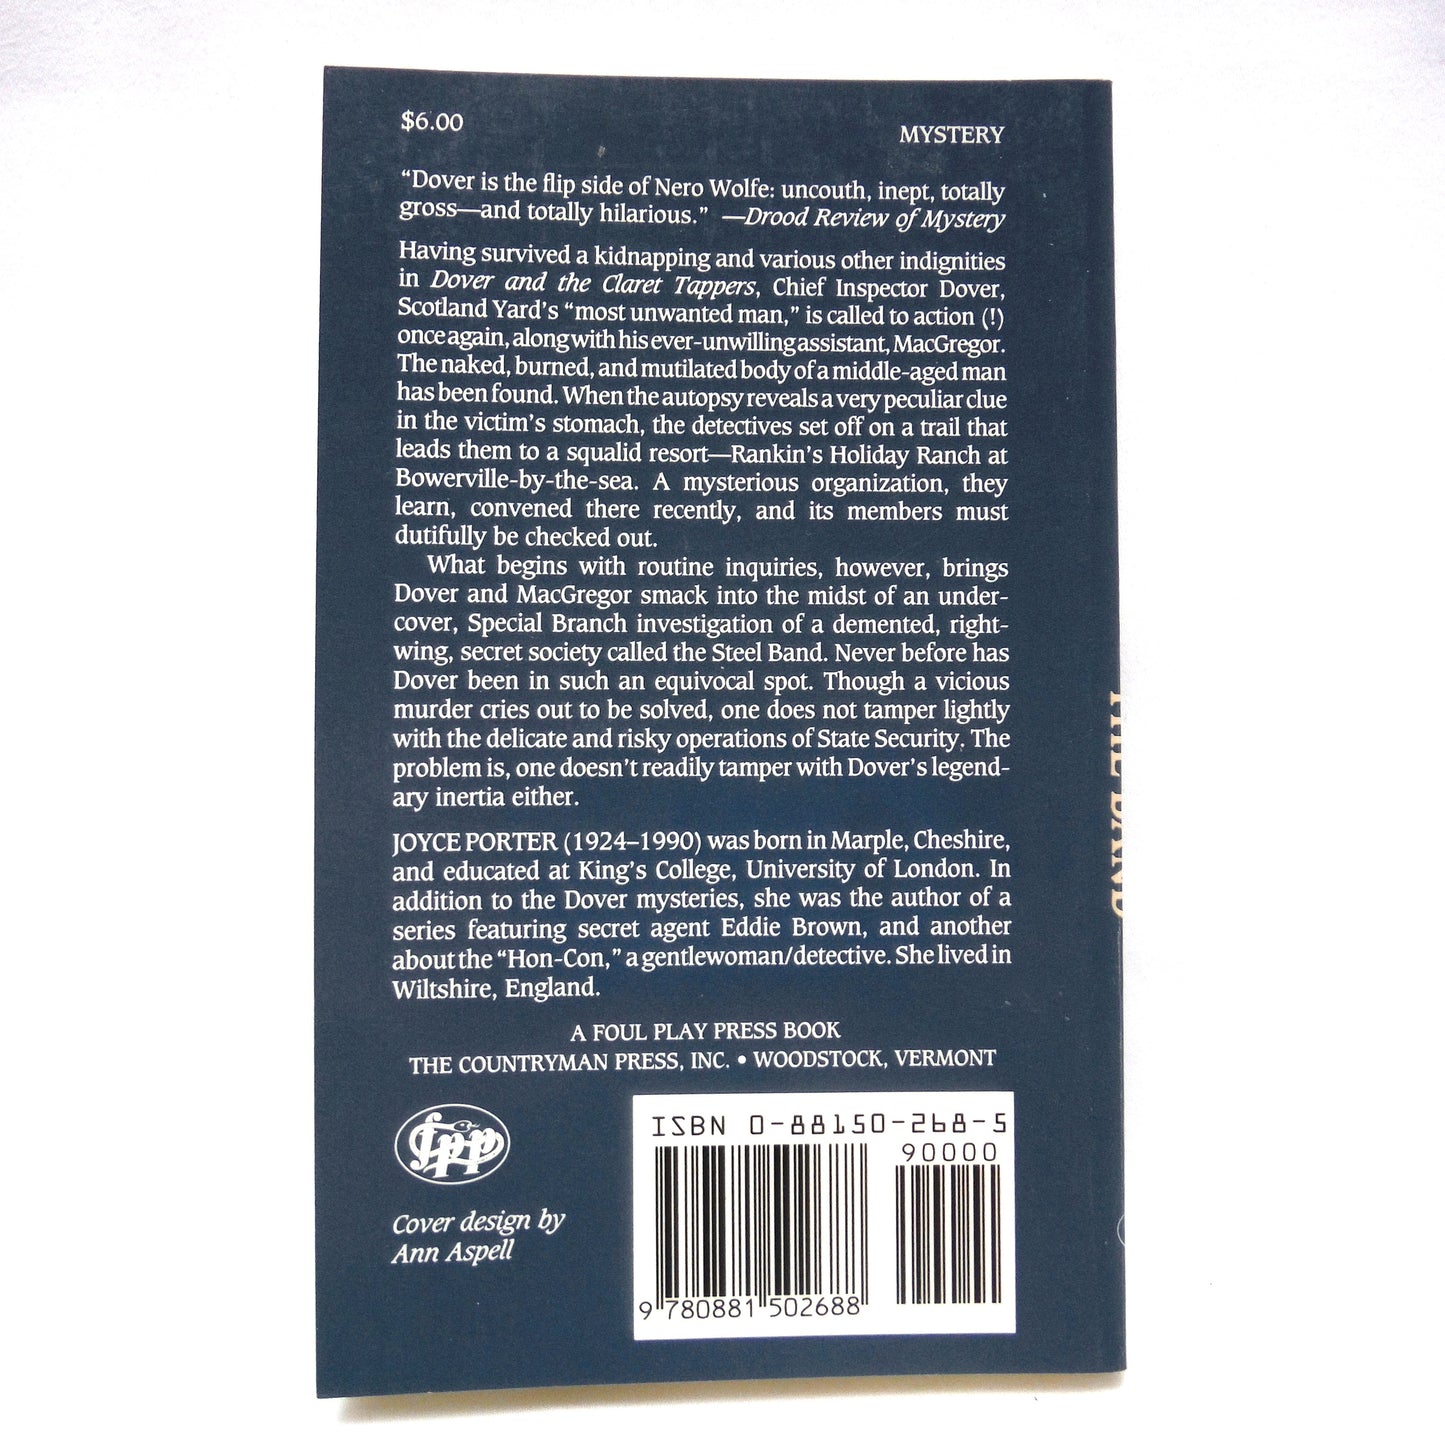 $6.00
MYSTERY
“Dover is the flip side of Nero Wolfe: uncouth, inept, totally
gross—and totally hilarious.” —Drood Review of Mystery
Having survived a kidnapping and various other indignities
in Dover and the Claret Tappers, Chief Inspector Dover,
Scotland Yard’s “most unwanted man,” is called to action (!)
once again, along with his ever-unwilling assistant, MacGregor.
The naked, burned, and mutilated body of a middle-aged man
has been found. When the autopsy reveals a very peculiar clue
in the victim’s stomach, the detectives set off on a trail that
leads them to a squalid resort—Rankin’s Holiday Ranch at
Bowerville-by-the-sea. A mysterious organization, they
learn, convened there recently, and its members must
dutifully be checked out.
What begins with routine inquiries, however, brings
Dover and MacGregor smack into the midst of an under-
cover, Special Branch investigation of a demented, right-
wing, secret society called the Steel Band. Never before has
Dover been in such an equivocal spot. Though a vicious
murder cries out to be solved, one does not tamper lightly
with the delicate and risky operations of State Security. The
problem is, one doesn’t readily tamper with Dover’s legend-
ary inertia either.
JOYCE PORTER (1924–1990) was born in Marple, Cheshire,
and educated at King’s College, University of London. In
addition to the Dover mysteries, she was the author of a
series featuring secret agent Eddie Brown, and another
about the “Hon-Con,” a gentlewoman/detective. She lived in
Wiltshire, England.
A FOUL PLAY PRESS BOOK
THE COUNTRYMAN PRESS, INC. • WOODSTOCK, VERMONT
fpp
Cover design by
Ann Aspell
ISBN 0-88150-268-5
90000
9 780881 502688